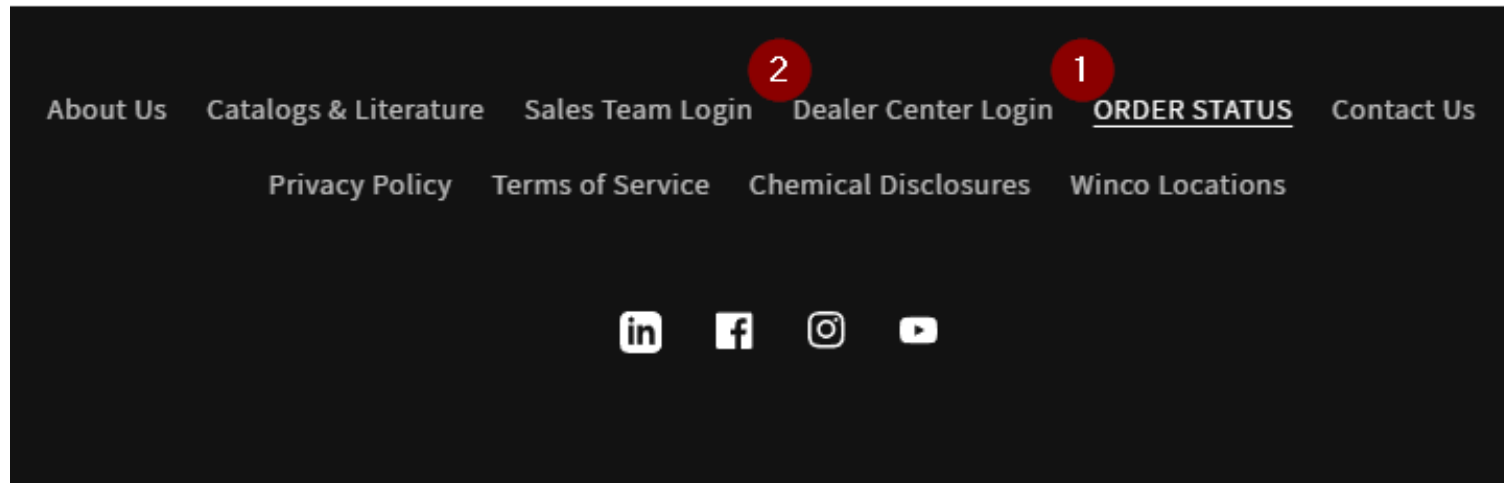 2 1
About Us Catalogs & Literature Sales Team Login Dealer Center Login ORDER STATUS Contact Us
Privacy Policy Terms of Service Chemical Disclosures Winco Locations
in f